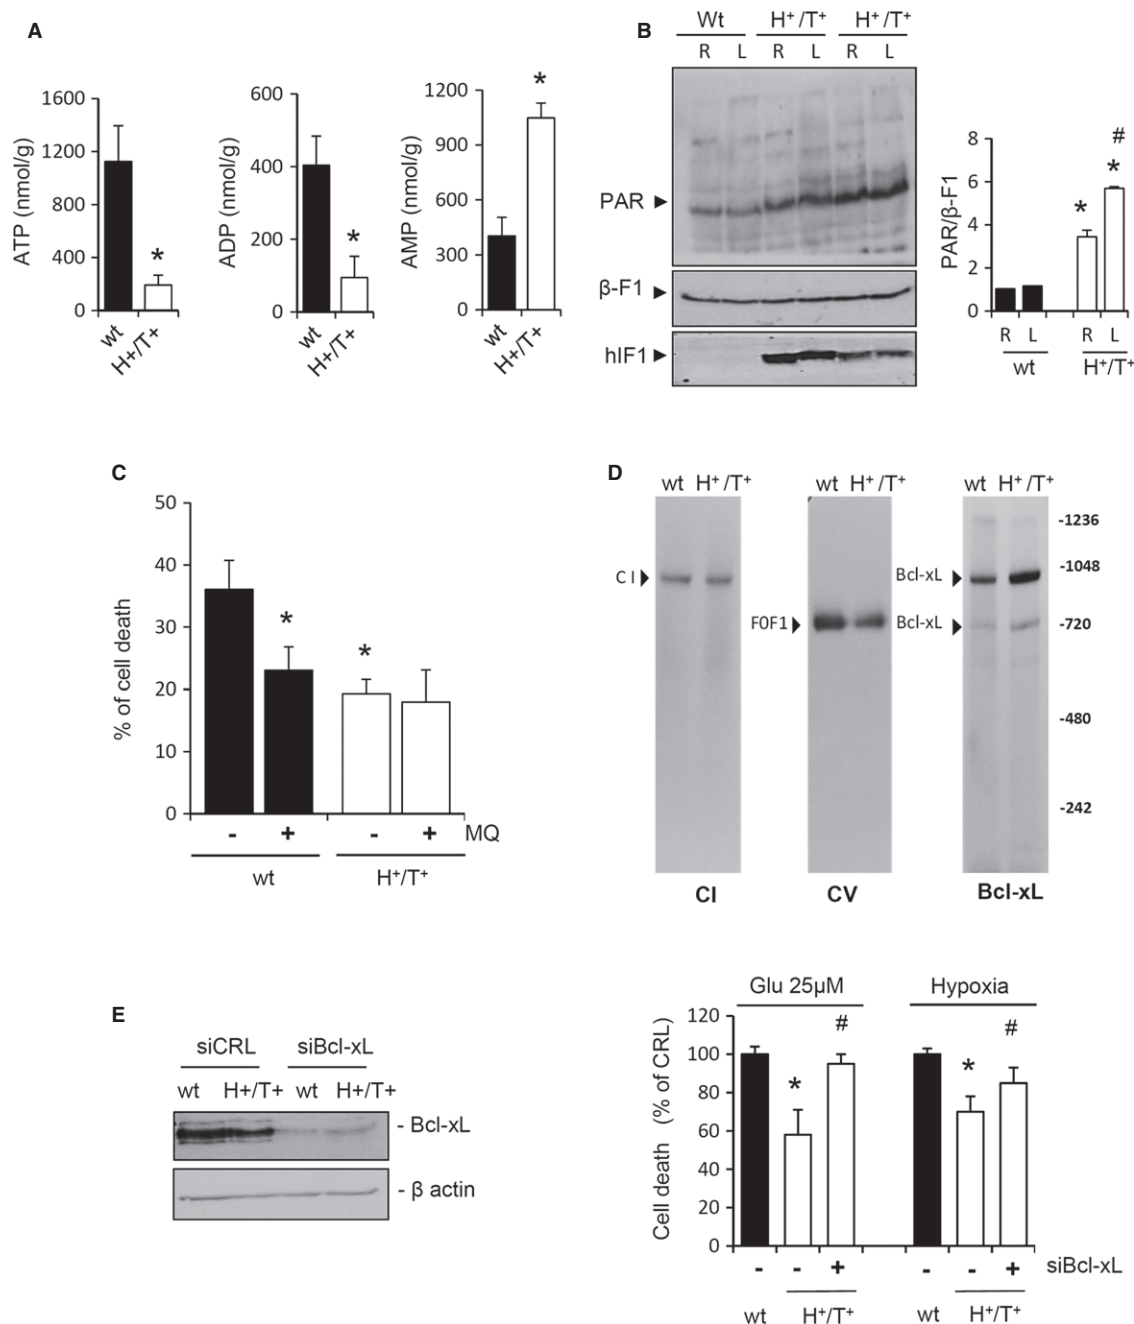 A
1600
1200
800
400
0
ATP (nmol/g)
wt
H+/T+
600
400
200
0
ADP (nmol/g)
wt
H+/T+
1200
900
600
300
0
AMP (nmol/g)
*
*
*
wt
H+/T+
B
Wt H⁺/T⁺ H⁺/T⁺
R L R L R L
PAR
β-F1
hIF1
8
6
4
2
0
PAR/β-F1
*
#
*
R L R L
wt H⁺/T⁺
C
50
40
30
20
10
0
% of cell death
*
*
- + - + MQ
wt H⁺/T⁺
D
wt H⁺/T⁺
CI
CI
wt H⁺/T⁺
F0F1
CV
wt H⁺/T⁺
Bcl-xL
Bcl-xL
-1236
-1048
-720
-480
-242
Bcl-xL
E
siCRL siBcl-xL
wt H+/T+ wt H+/T+
- Bcl-xL
- β actin
Glu 25µM Hypoxia
120
100
80
60
40
20
0
Cell death (% of CRL)
*
#
*
#
- - + - - + siBcl-xL
wt H⁺/T⁺ wt H⁺/T⁺